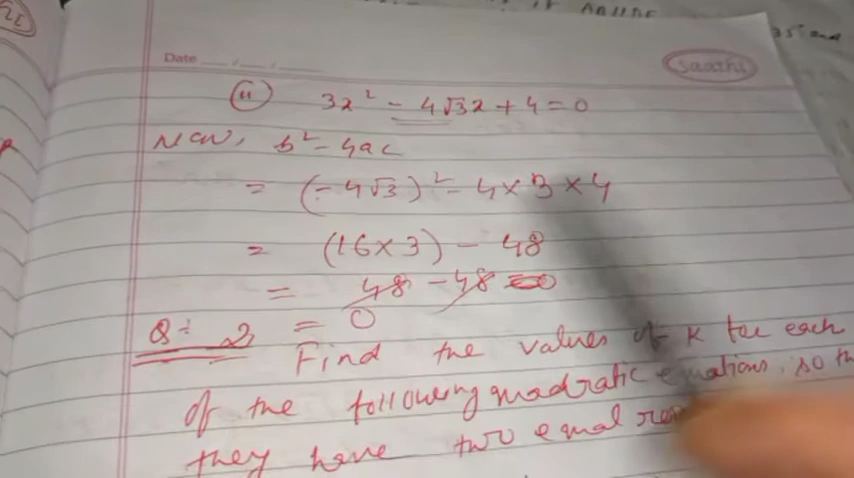 Date
Saathi
(ii) 3x² - 4√3x + 4 = 0
Now, b² - 4ac
= (-4√3)² - 4 × 3 × 4
= (16 × 3) - 48
= 48 - 48
= 0
Q ÷ 2
Find the values of K for each
of the following quadratic equations, so
they have two equal